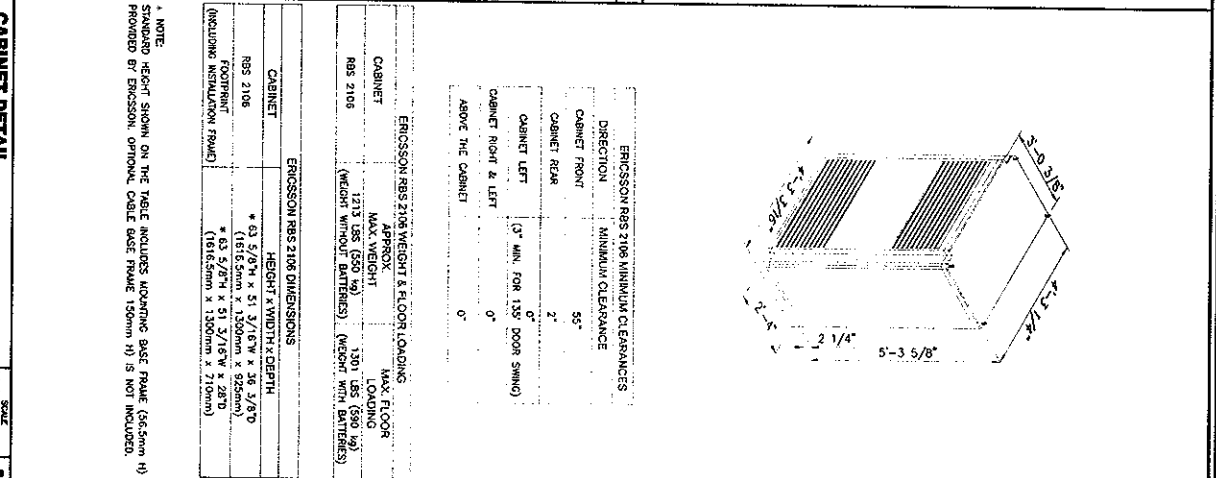 3'-0 3/8"
4'-3 1/4"
4'-3 3/16"
2'-4"
2 1/4"
5'-3 5/8"
ERICSSON RBS 2106 MINIMUM CLEARANCES
DIRECTION MINIMUM CLEARANCE
CABINET FRONT 55"
CABINET REAR 2"
CABINET LEFT 0"
(3" MIN. FOR 135° DOOR SWING)
CABINET RIGHT & LEFT 0"
ABOVE THE CABINET 0"
ERICSSON RBS 2106 WEIGHT & FLOOR LOADING
CABINET APPROX. MAX. WEIGHT MAX. FLOOR LOADING
RBS 2106 1213 LBS (550 kg) 1301 LBS (590 kg)
(WEIGHT WITHOUT BATTERIES) (WEIGHT WITH BATTERIES)
ERICSSON RBS 2106 DIMENSIONS
CABINET HEIGHT x WIDTH x DEPTH
RBS 2106 * 63 5/8"H x 51 3/16"W x 36 3/8"D
(1616.5mm x 1300mm x 925mm)
FOOTPRINT * 63 5/8"H x 51 3/16"W x 28"D
(INCLUDING INSTALLATION FRAME) (1616.5mm x 1300mm x 710mm)
* NOTE:
STANDARD HEIGHT SHOWN ON THE TABLE INCLUDES MOUNTING BASE FRAME (56.5mm H)
PROVIDED BY ERICSSON. OPTIONAL CABLE BASE FRAME 150mm H) IS NOT INCLUDED.
CABINET DETAIL
SCALE